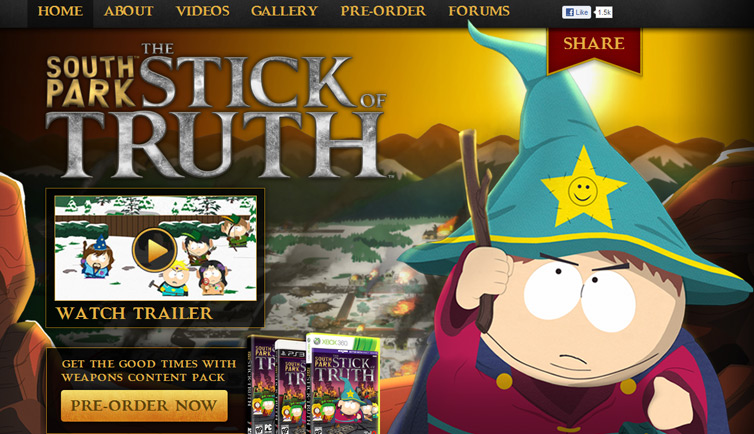 HOME ABOUT VIDEOS GALLERY PRE-ORDER FORUMS Like 1.5k
SHARE
THE
SOUTH PARK STICK OF
TRUTH
WATCH TRAILER
GET THE GOOD TIMES WITH
WEAPONS CONTENT PACK
PRE-ORDER NOW
PS3
XBOX 360
SOUTH PARK
STICK OF
TRUTH
PC